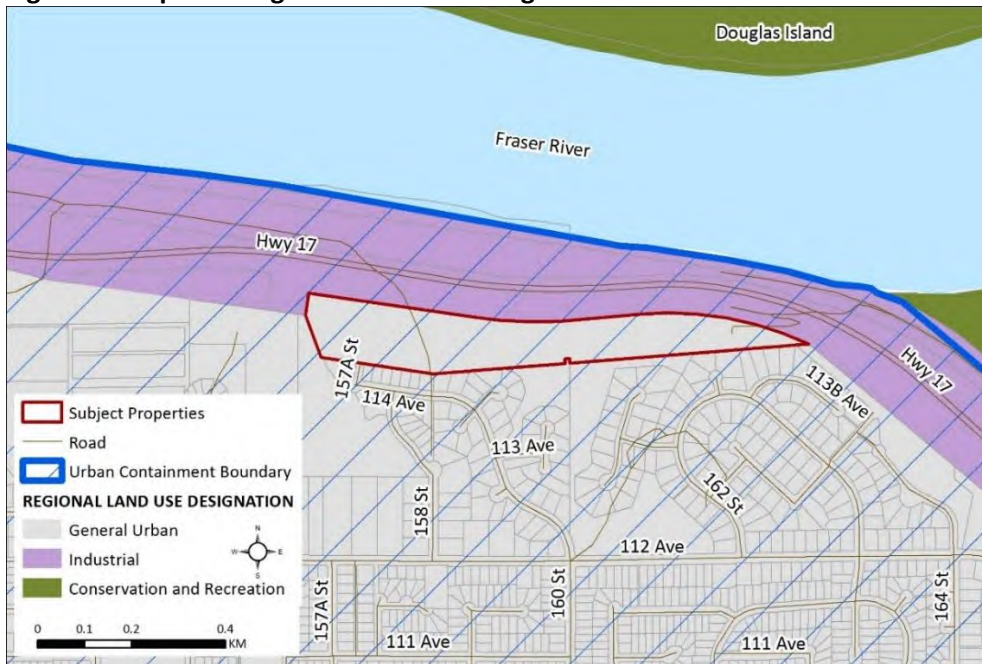 Douglas Island
Fraser River
Hwy 17
Hwy 17
157A St
114 Ave
113B Ave
113 Ave
158 St
162 St
112 Ave
157A St
160 St
164 St
111 Ave
111 Ave
Subject Properties
Road
Urban Containment Boundary
REGIONAL LAND USE DESIGNATION
General Urban
Industrial
Conservation and Recreation
N
W E
S
0 0.1 0.2 0.4
KM